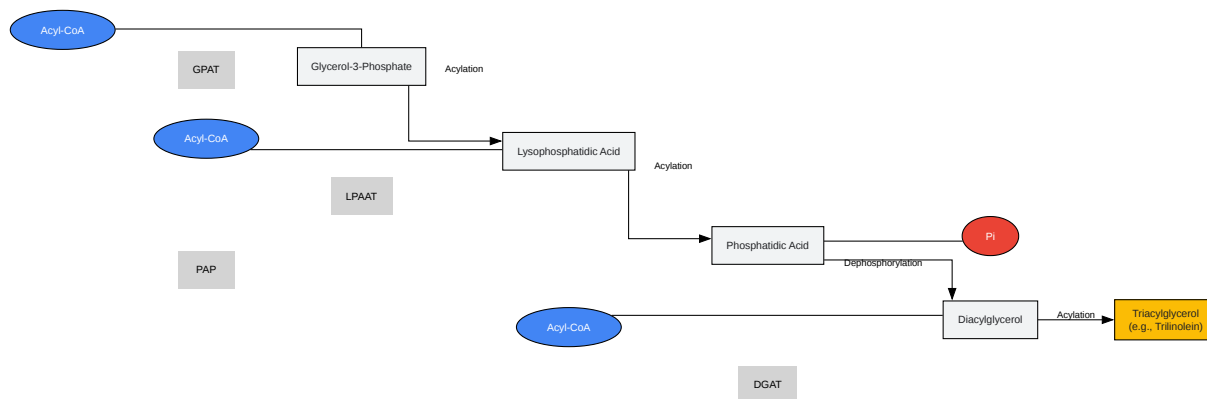 Acyl-CoA
GPAT
Glycerol-3-Phosphate
Acylation
Acyl-CoA
Lysophosphatidic Acid
Acylation
LPAAT
PAP
Phosphatidic Acid
Pi
Dephosphorylation
Acyl-CoA
Diacylglycerol
Acylation
Triacylglycerol
(e.g., Trilinolein)
DGAT